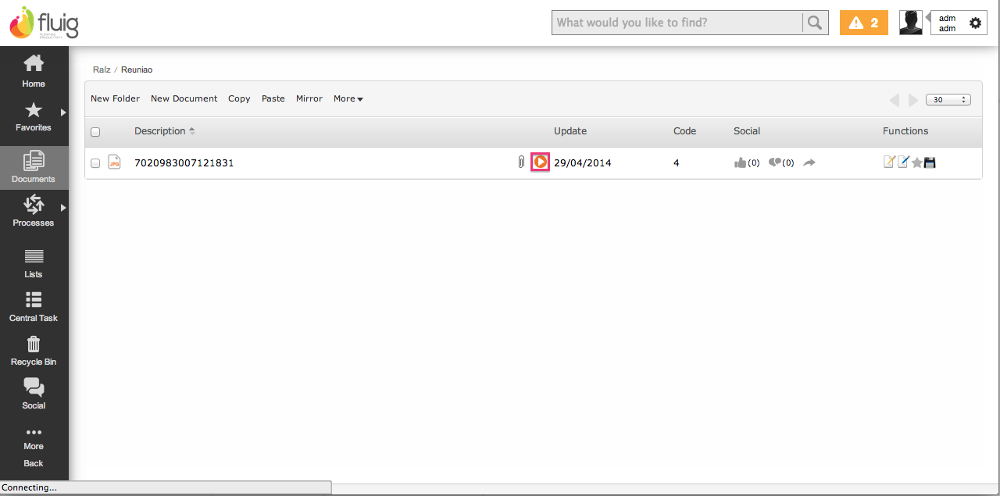 fluig
What would you like to find?
2
adm
adm
Home
Favorites
Documents
Processes
Lists
Central Task
Recycle Bin
Social
More
Back
Raíz / Reuniao
New Folder New Document Copy Paste Mirror More
30
Description Update Code Social Functions
JPG 7020983007121831 29/04/2014 4 (0) (0)
Connecting...